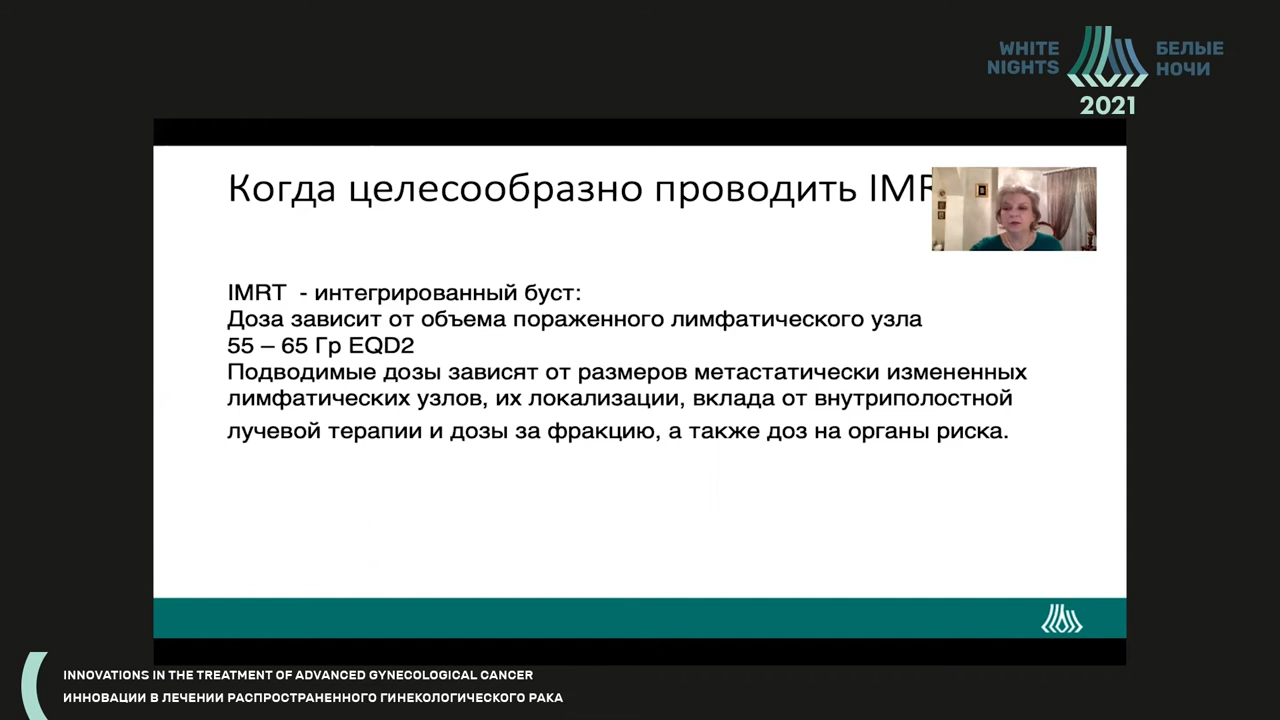 WHITE NIGHTS
БЕЛЫЕ НОЧИ
2021
Когда целесообразно проводить
IMRT - интегрированный буст:
Доза зависит от объема пораженного лимфатического узла
55 – 65 Гр EQD2
Подводимые дозы зависят от размеров метастатически измененных
лимфатических узлов, их локализации, вклада от внутриполостной
лучевой терапии и дозы за фракцию, а также доз на органы риска.
INNOVATIONS IN THE TREATMENT OF ADVANCED GYNECOLOGICAL CANCER
ИННОВАЦИИ В ЛЕЧЕНИИ РАСПРОСТРАНЕННОГО ГИНЕКОЛОГИЧЕСКОГО РАКА